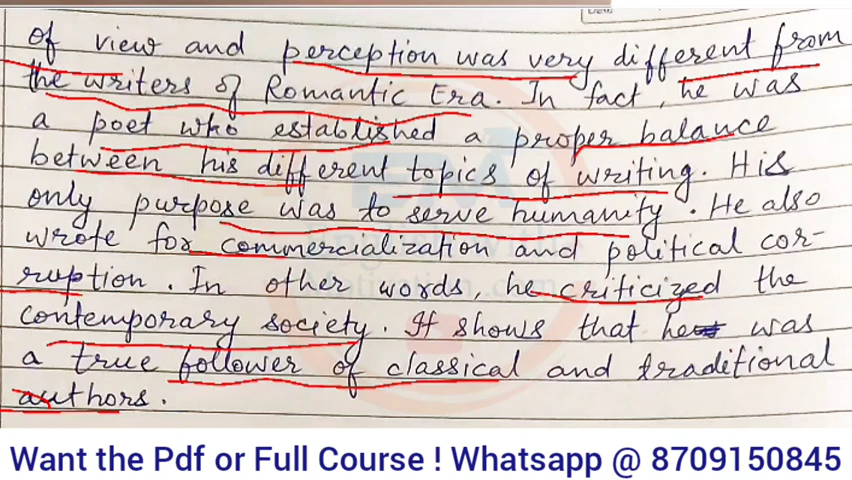 of view and perception was very different from
the writers of Romantic Era. In fact, he was
a poet who established a proper balance
between his different topics of writing. His
only purpose was to serve humanity. He also
wrote for commercialization and political cor-
ruption. In other words, he criticized the
contemporary society. It shows that he was
a true follower of classical and traditional
authors.
Want the Pdf or Full Course ! Whatsapp @ 8709150845